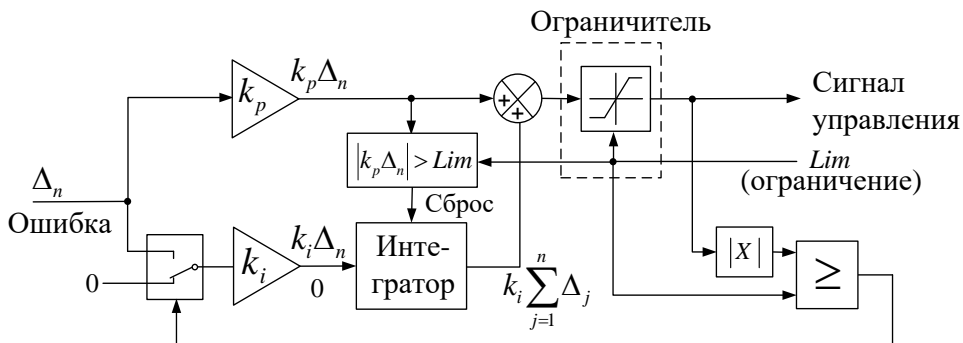 Ограничитель
k_p
k_pΔ_n
Сигнал
управления
|k_pΔ_n| > Lim
Lim
(ограничение)
Δ_n
Ошибка
Сброс
k_i
k_iΔ_n
0
Инте-
гратор
k_i∑_{j=1}^{n}Δ_j
|X|
≥
0